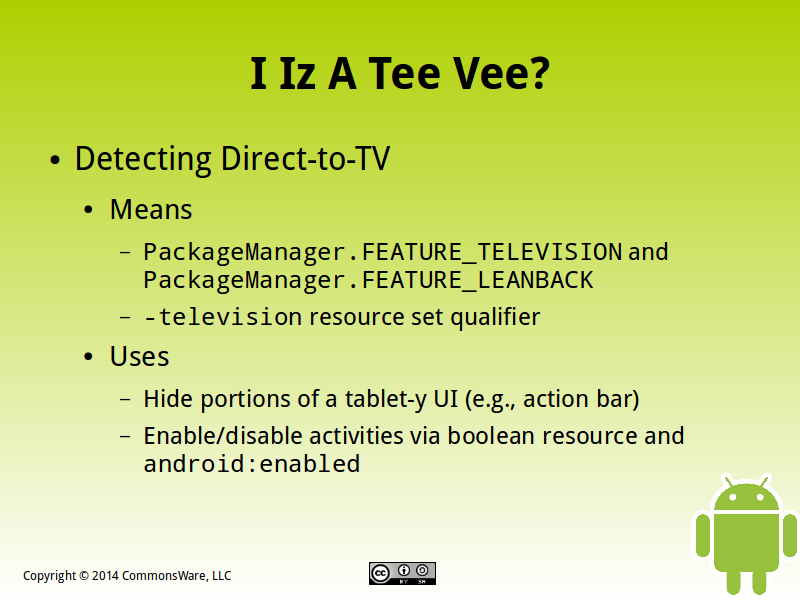 I Iz A Tee Vee?
● Detecting Direct-to-TV
● Means
– PackageManager.FEATURE_TELEVISION and
PackageManager.FEATURE_LEANBACK
– -television resource set qualifier
● Uses
– Hide portions of a tablet-y UI (e.g., action bar)
– Enable/disable activities via boolean resource and
android:enabled
Copyright © 2014 CommonsWare, LLC
cc BY SA